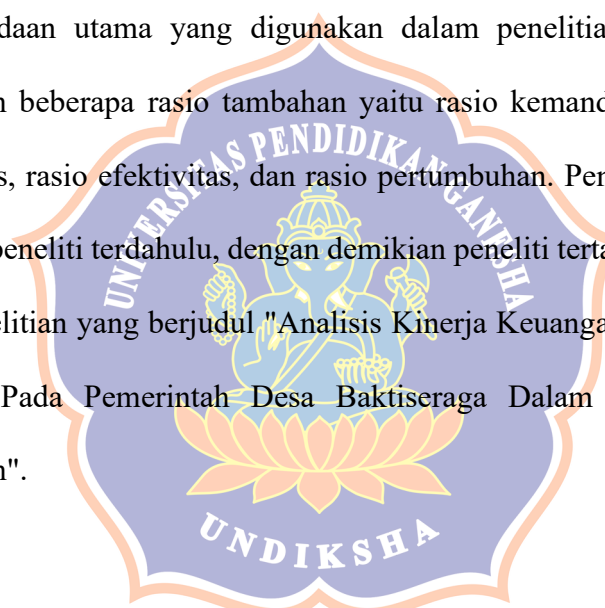 daan utama yang digunakan dalam penelitia
beberapa rasio tambahan yaitu rasio kemand
s, rasio efektivitas, dan rasio pertumbuhan. Pen
peneliti terdahulu, dengan demikian peneliti terta
elitian yang berjudul "Analisis Kinerja Keuanga
Pada Pemerintah Desa Baktiseraga Dalam
n".
UNIVERSITAS PENDIDIKAN GANESHA
UNDIKSHA